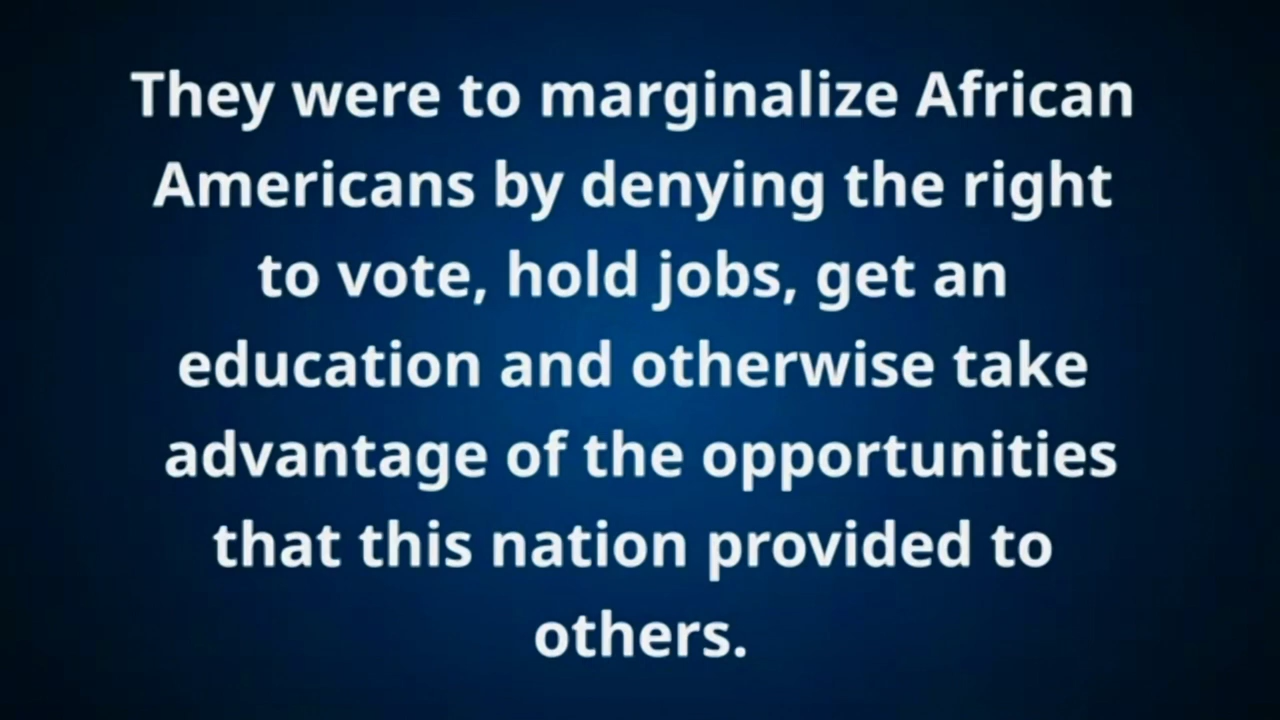 They were to marginalize African
Americans by denying the right
to vote, hold jobs, get an
education and otherwise take
advantage of the opportunities
that this nation provided to
others.